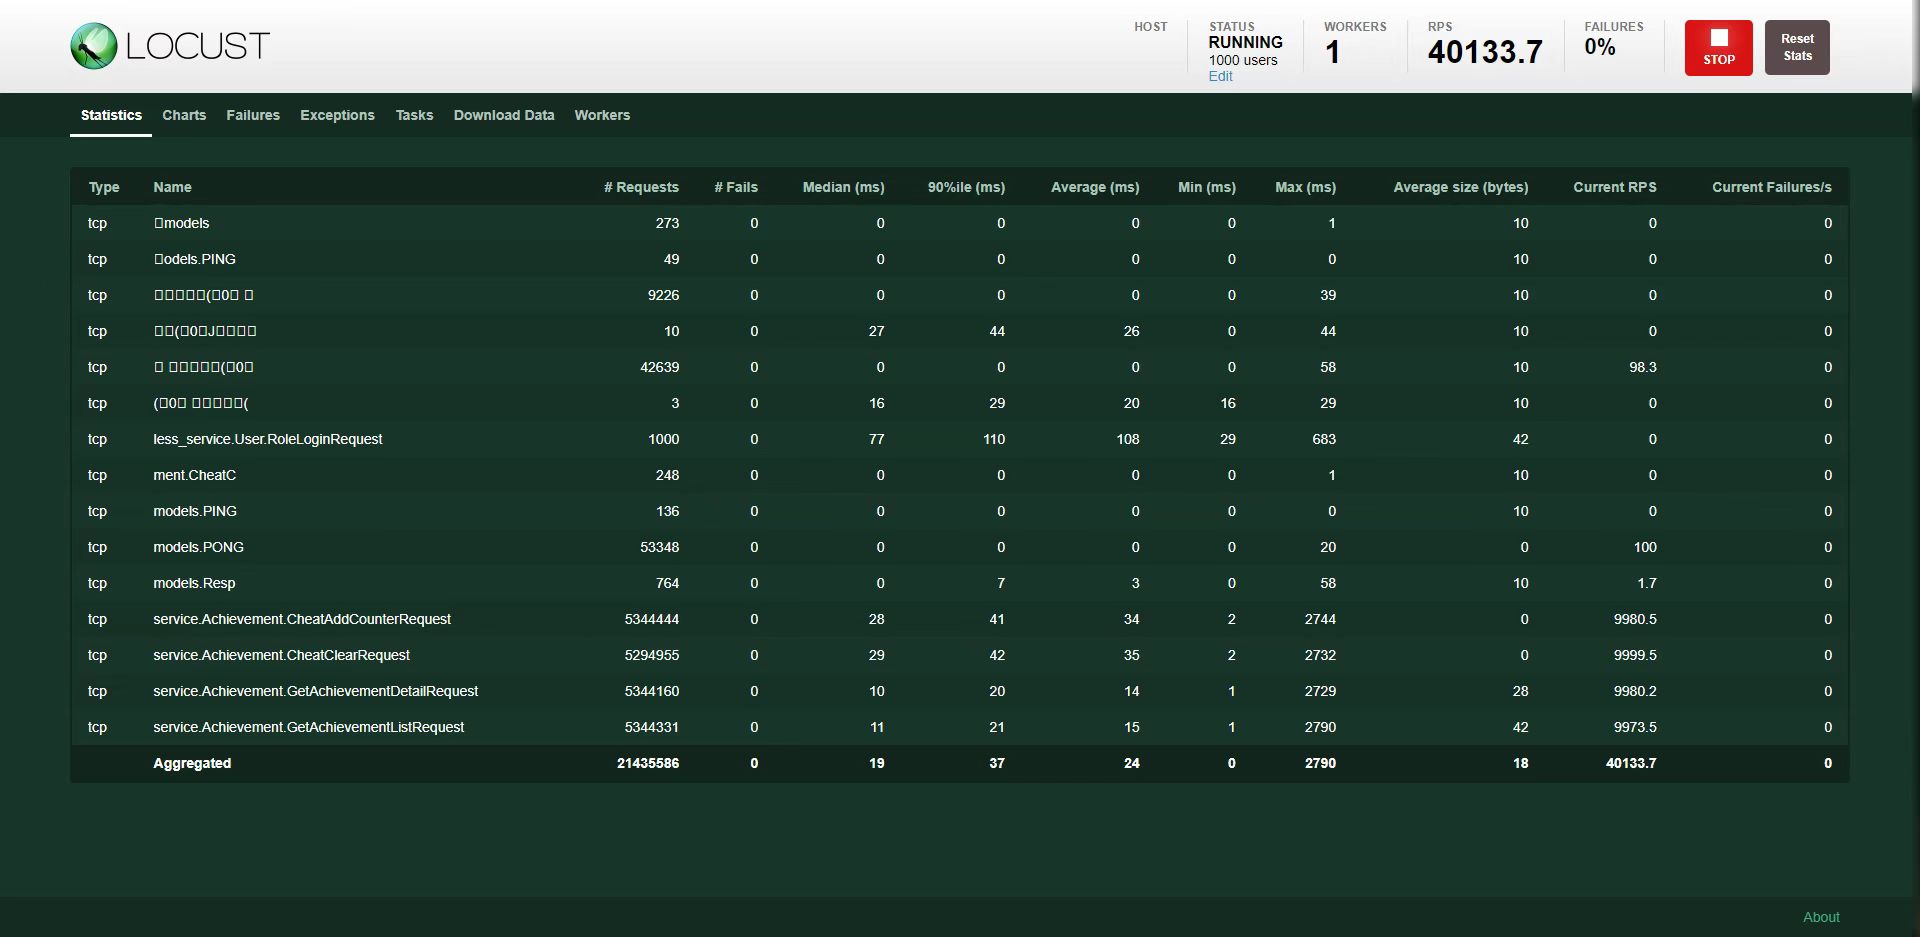 LOCUST
HOST
STATUS
RUNNING
1000 users
Edit
WORKERS
1
RPS
40133.7
FAILURES
0%
STOP
Reset
Stats
Statistics Charts Failures Exceptions Tasks Download Data Workers
Type Name # Requests # Fails Median (ms) 90%ile (ms) Average (ms) Min (ms) Max (ms) Average size (bytes) Current RPS Current Failures/s
tcp □models 273 0 0 0 0 0 1 10 0 0
tcp □odels.PING 49 0 0 0 0 0 0 10 0 0
tcp □□□□□(□0□ □ 9226 0 0 0 0 0 39 10 0 0
tcp □□(□0□J□□□□ 10 0 27 44 26 0 44 10 0 0
tcp □ □□□□□(□0□ 42639 0 0 0 0 0 58 10 98.3 0
tcp (□0□ □□□□□( 3 0 16 29 20 16 29 10 0 0
tcp less_service.User.RoleLoginRequest 1000 0 77 110 108 29 683 42 0 0
tcp ment.CheatC 248 0 0 0 0 0 1 10 0 0
tcp models.PING 136 0 0 0 0 0 0 10 0 0
tcp models.PONG 53348 0 0 0 0 0 20 0 100 0
tcp models.Resp 764 0 0 7 3 0 58 10 1.7 0
tcp service.Achievement.CheatAddCounterRequest 5344444 0 28 41 34 2 2744 0 9980.5 0
tcp service.Achievement.CheatClearRequest 5294955 0 29 42 35 2 2732 0 9999.5 0
tcp service.Achievement.GetAchievementDetailRequest 5344160 0 10 20 14 1 2729 28 9980.2 0
tcp service.Achievement.GetAchievementListRequest 5344331 0 11 21 15 1 2790 42 9973.5 0
Aggregated 21435586 0 19 37 24 0 2790 18 40133.7 0
About